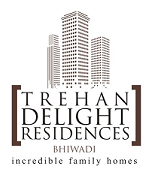 TREHAN
DELIGHT
RESIDENCES
BHIWADI
incredible family homes